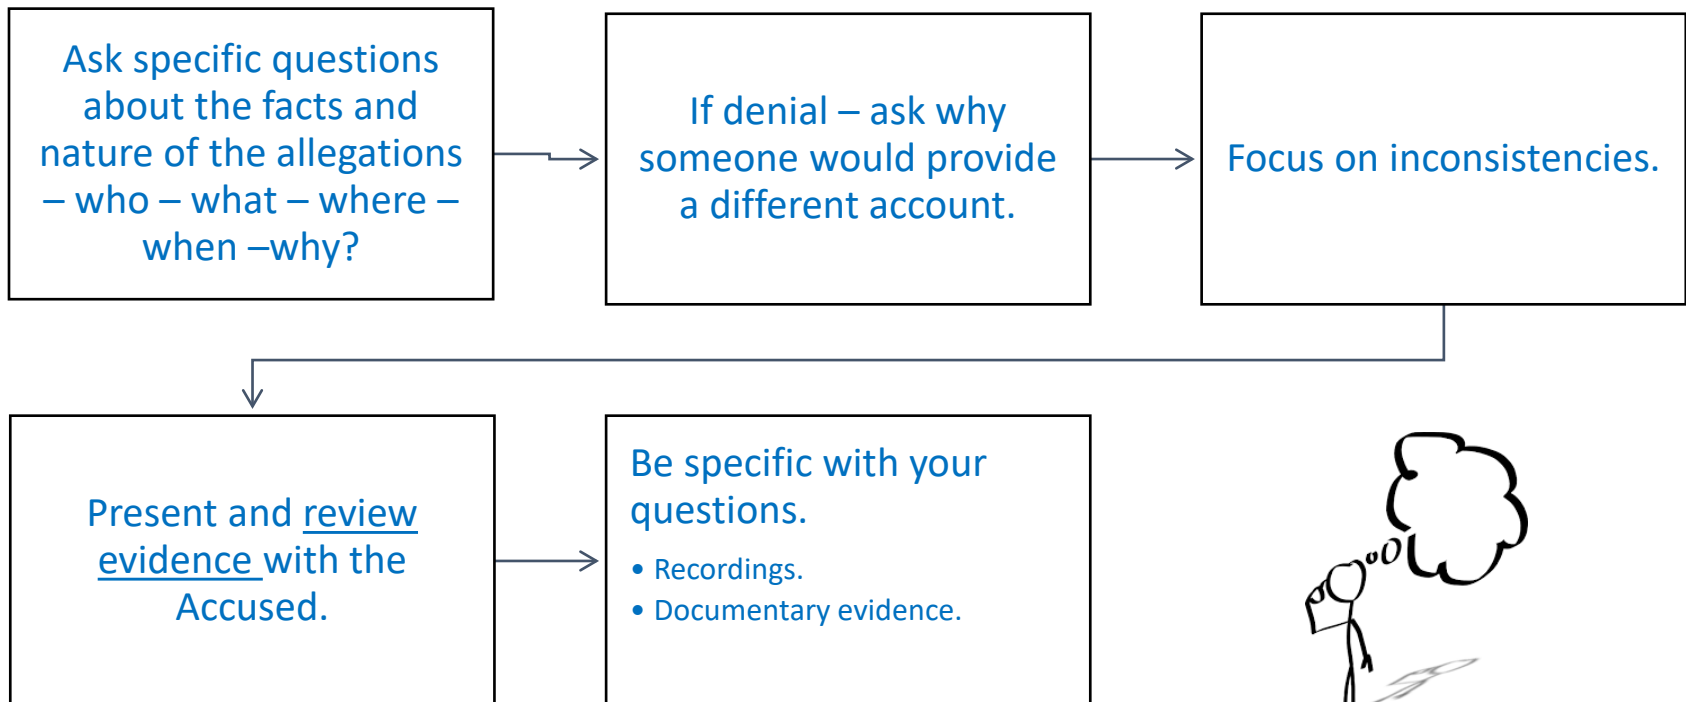 Ask specific questions
about the facts and
nature of the allegations
– who – what – where –
when –why?
If denial – ask why
someone would provide
a different account.
Focus on inconsistencies.
Present and review
evidence with the
Accused.
Be specific with your
questions.
• Recordings.
• Documentary evidence.